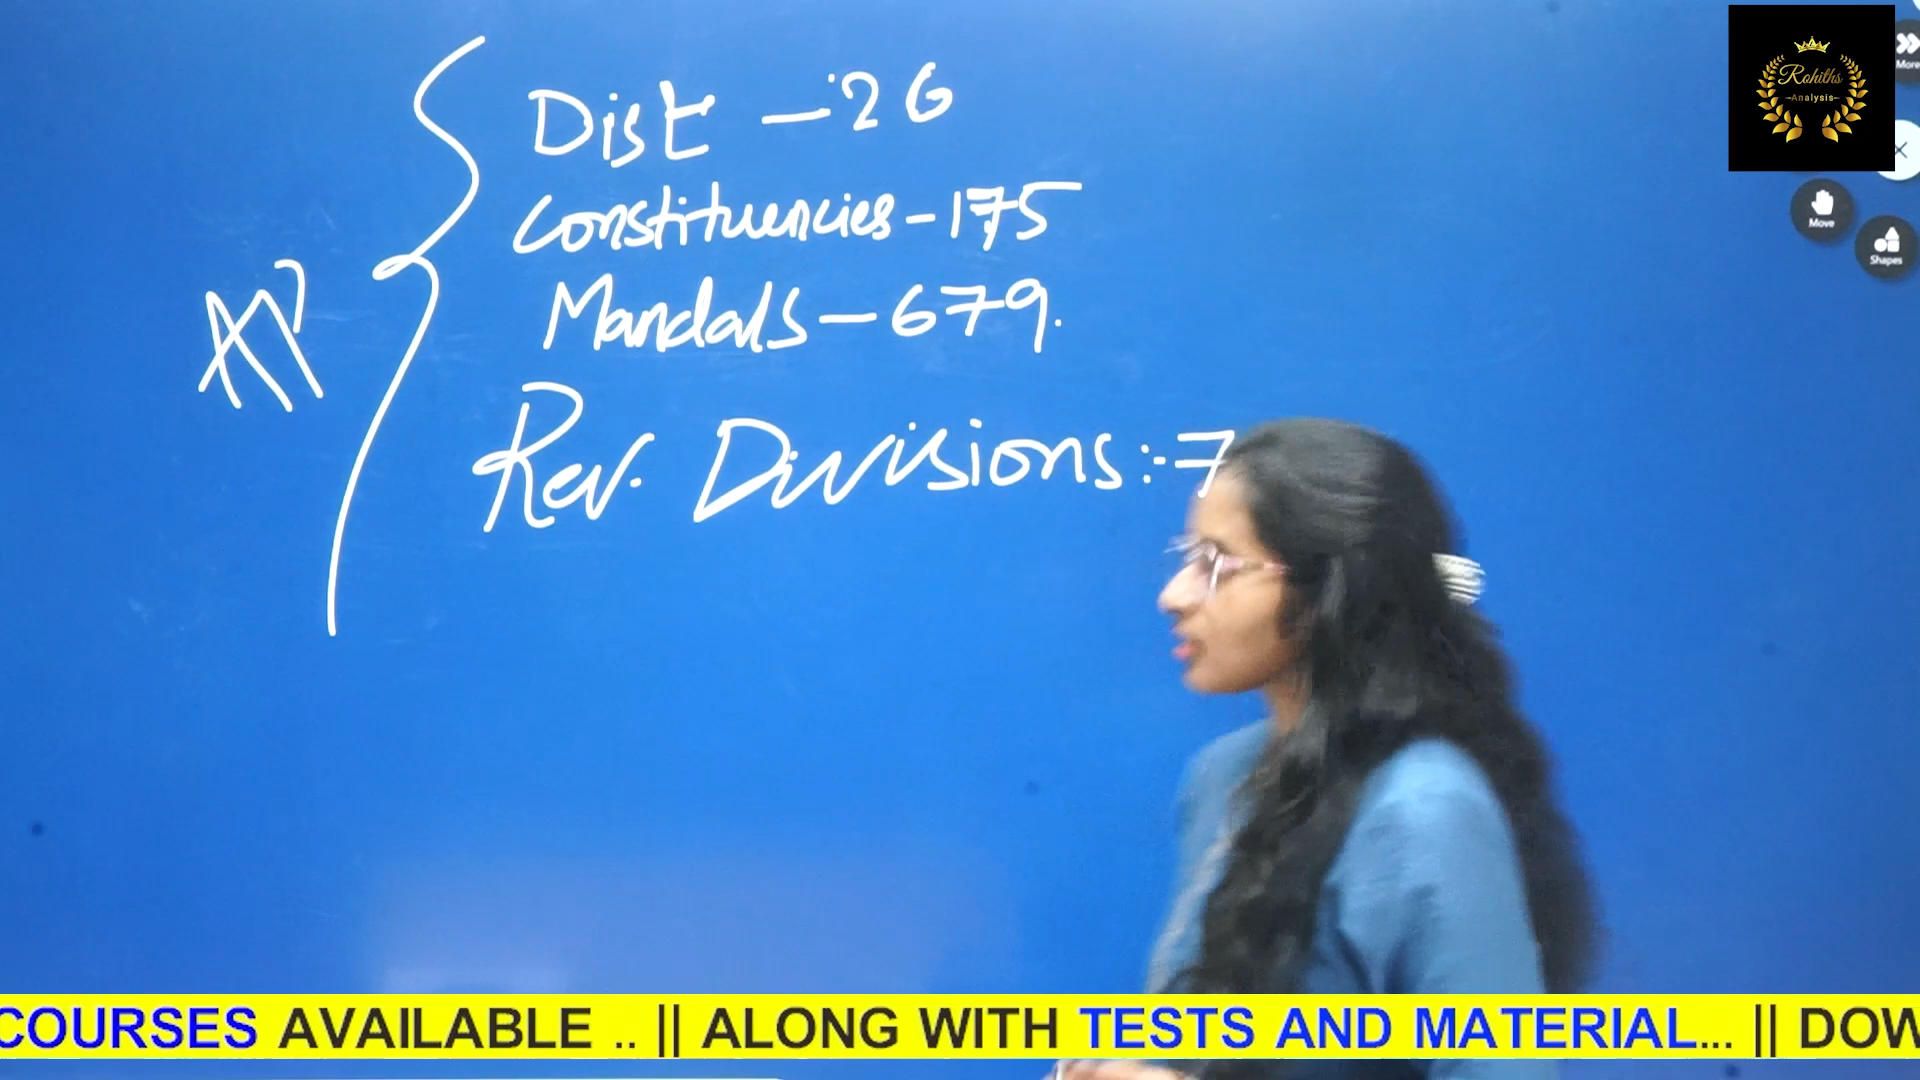 Dist - 26
Constituencies - 175
Mandals - 679.
AP
Rev. Divisions :- 7
Rohiths
Analysis
More
Move
Shapes
COURSES AVAILABLE .. || ALONG WITH TESTS AND MATERIAL... || DOW